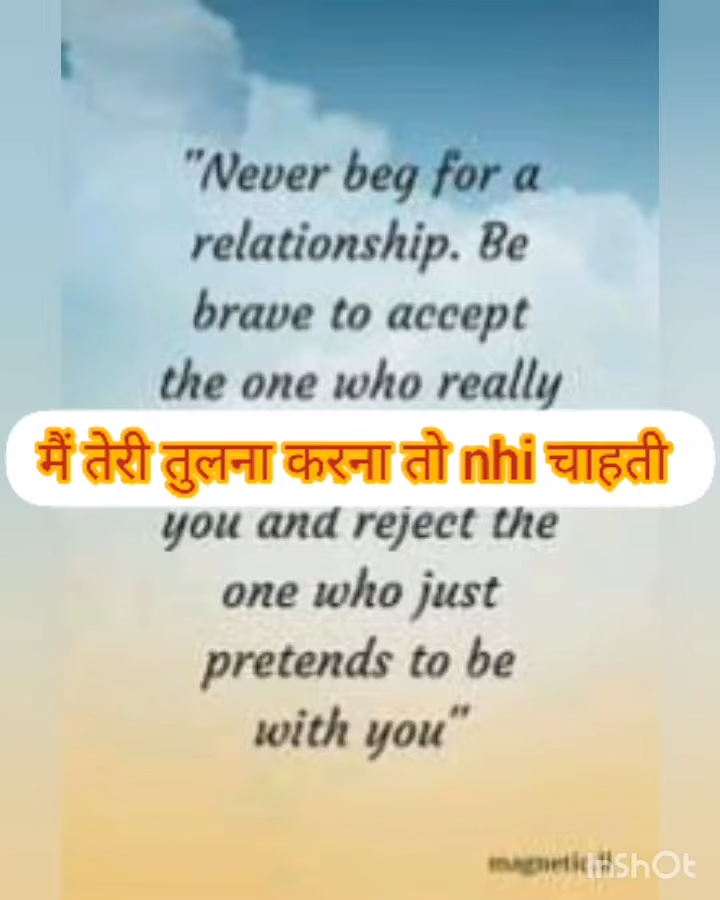 "Never beg for a
relationship. Be
brave to accept
the one who really
मैं तेरी तुलना करना तो nhi चाहती
you and reject the
one who just
pretends to be
with you"
InShOt